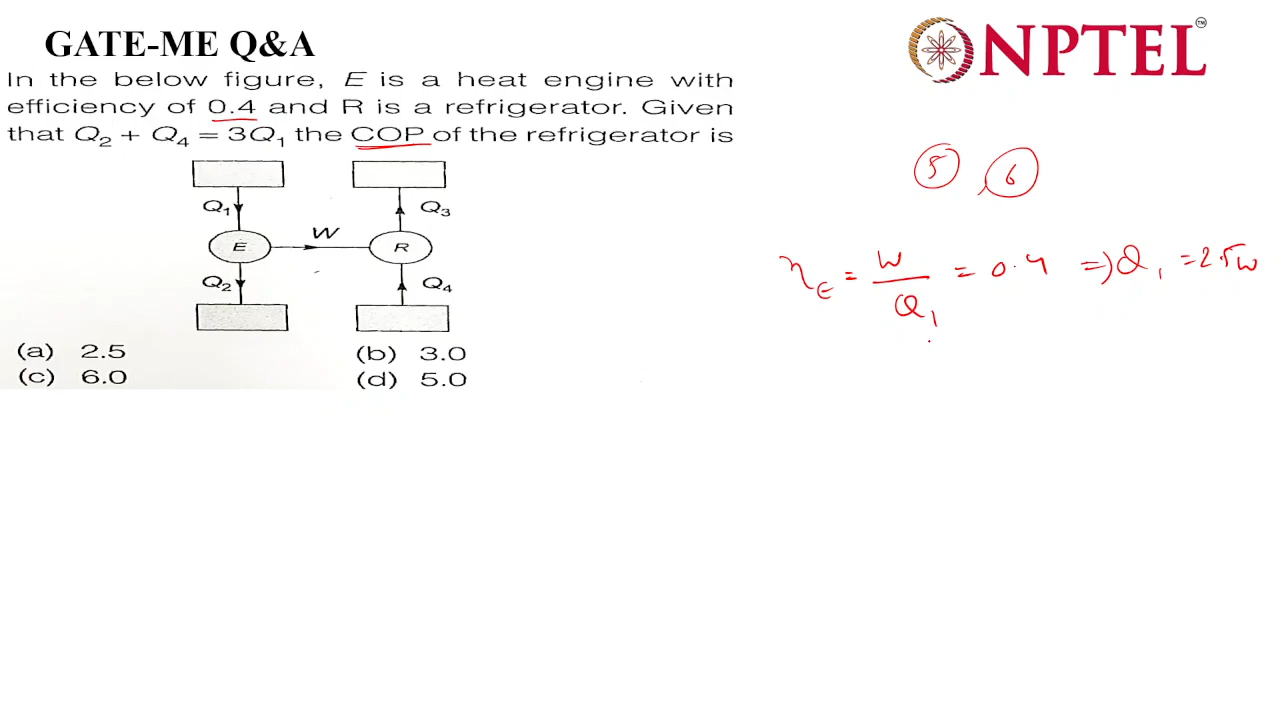 GATE-ME Q&A
NPTEL
TM
In the below figure, E is a heat engine with
efficiency of 0.4 and R is a refrigerator. Given
that Q₂ + Q₄ = 3Q₁ the COP of the refrigerator is
5, 6
Q₁
Q₃
W
E
R
Q₂
Q₄
η_E = W/Q₁ = 0.4 ⇒ Q₁ = 2.5W
(a) 2.5
(b) 3.0
(c) 6.0
(d) 5.0